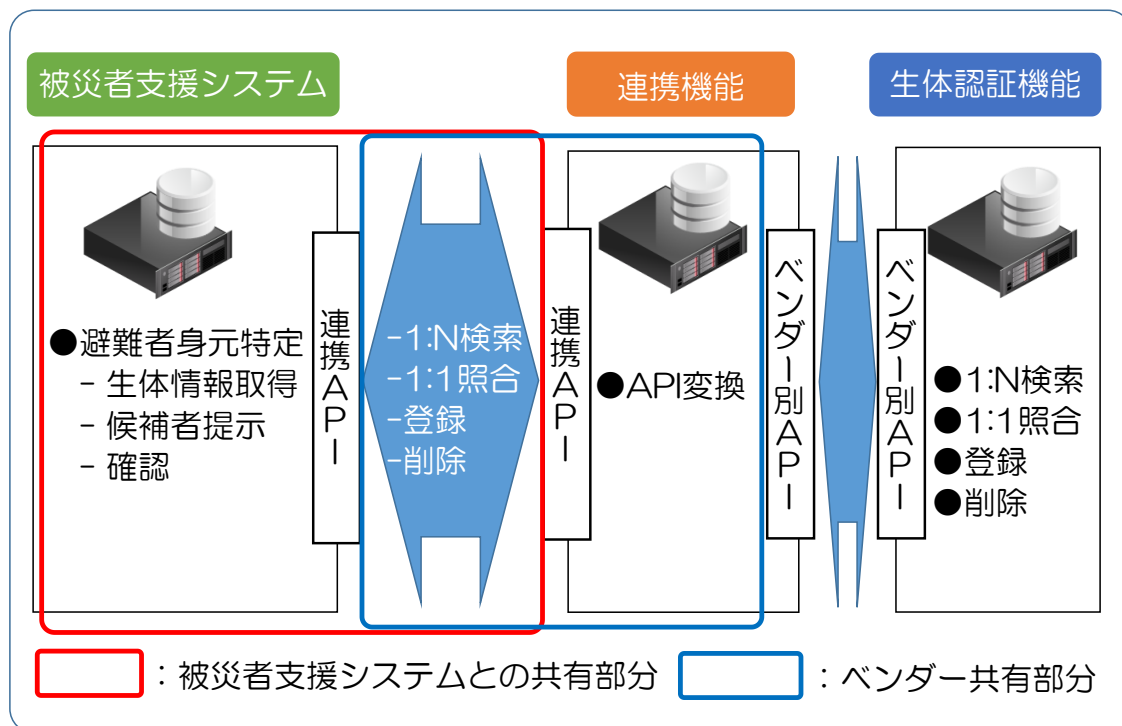 被災者支援システム
連携機能
生体認証機能
●避難者身元特定
- 生体情報取得
- 候補者提示
- 確認
連携API
-1:N検索
-1:1照合
-登録
-削除
連携API
●API変換
ベンダー別API
ベンダー別API
●1:N検索
●1:1照合
●登録
●削除
：被災者支援システムとの共有部分
：ベンダー共有部分